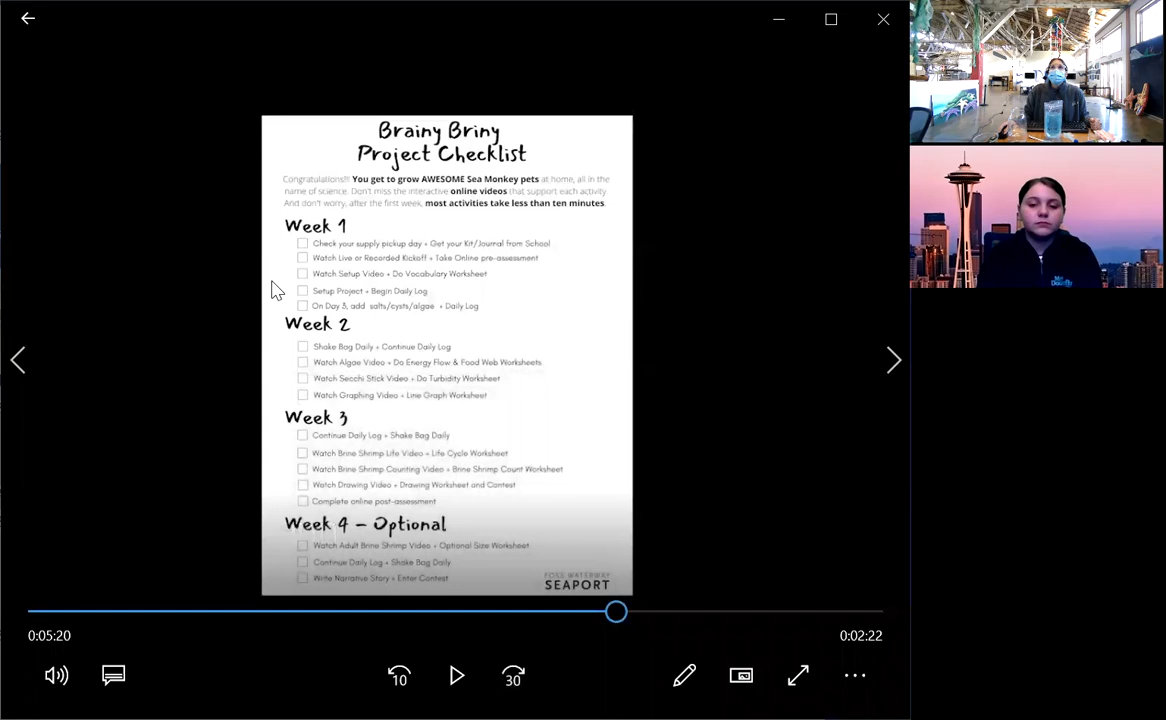 Brainy Briny
Project Checklist
Congratulations!!! You get to grow AWESOME Sea Monkey pets at home, all in the
name of science. Don't miss the interactive online videos that support each activity.
And don't worry, after the first week, most activities take less than ten minutes.
Week 1
Check your supply pickup day + Get your Kit/Journal from School
Watch Live or Recorded Kickoff + Take Online pre-assessment
Watch Setup Video + Do Vocabulary Worksheet
Setup Project + Begin Daily Log
On Day 3, add salts/cysts/algae + Daily Log
Week 2
Shake Bag Daily + Continue Daily Log
Watch Algae Video + Do Energy Flow & Food Web Worksheets
Watch Secchi Stick Video + Do Turbidity Worksheet
Watch Graphing Video + Line Graph Worksheet
Week 3
Continue Daily Log + Shake Bag Daily
Watch Brine Shrimp Life Video + Life Cycle Worksheet
Watch Brine Shrimp Counting Video + Brine Shrimp Count Worksheet
Watch Drawing Video + Drawing Worksheet and Contest
Complete online post-assessment
Week 4 - Optional
Watch Adult Brine Shrimp Video + Optional Size Worksheet
Continue Daily Log + Shake Bag Daily
Write Narrative Story + Enter Contest
FOSS WATERWAY
SEAPORT
0:05:20
0:02:22
10
30